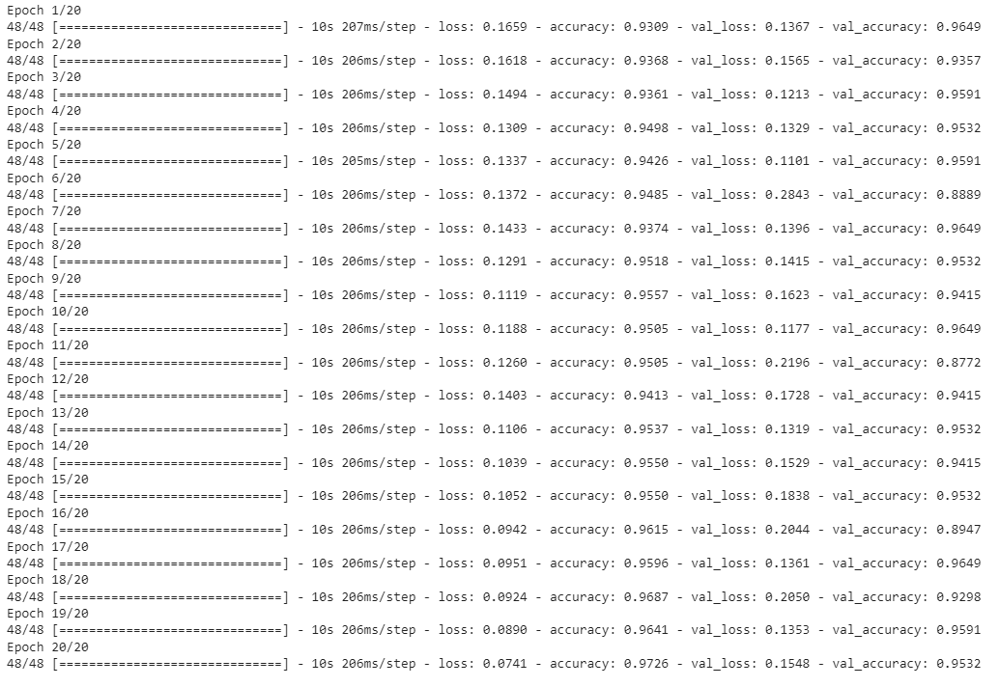 Epoch 1/20
48/48 [==============================] - 10s 207ms/step - loss: 0.1659 - accuracy: 0.9309 - val_loss: 0.1367 - val_accuracy: 0.9649
Epoch 2/20
48/48 [==============================] - 10s 206ms/step - loss: 0.1618 - accuracy: 0.9368 - val_loss: 0.1565 - val_accuracy: 0.9357
Epoch 3/20
48/48 [==============================] - 10s 206ms/step - loss: 0.1494 - accuracy: 0.9361 - val_loss: 0.1213 - val_accuracy: 0.9591
Epoch 4/20
48/48 [==============================] - 10s 206ms/step - loss: 0.1309 - accuracy: 0.9498 - val_loss: 0.1329 - val_accuracy: 0.9532
Epoch 5/20
48/48 [==============================] - 10s 205ms/step - loss: 0.1337 - accuracy: 0.9426 - val_loss: 0.1101 - val_accuracy: 0.9591
Epoch 6/20
48/48 [==============================] - 10s 206ms/step - loss: 0.1372 - accuracy: 0.9485 - val_loss: 0.2843 - val_accuracy: 0.8889
Epoch 7/20
48/48 [==============================] - 10s 206ms/step - loss: 0.1433 - accuracy: 0.9374 - val_loss: 0.1396 - val_accuracy: 0.9649
Epoch 8/20
48/48 [==============================] - 10s 206ms/step - loss: 0.1291 - accuracy: 0.9518 - val_loss: 0.1415 - val_accuracy: 0.9532
Epoch 9/20
48/48 [==============================] - 10s 206ms/step - loss: 0.1119 - accuracy: 0.9557 - val_loss: 0.1623 - val_accuracy: 0.9415
Epoch 10/20
48/48 [==============================] - 10s 206ms/step - loss: 0.1188 - accuracy: 0.9505 - val_loss: 0.1177 - val_accuracy: 0.9649
Epoch 11/20
48/48 [==============================] - 10s 206ms/step - loss: 0.1260 - accuracy: 0.9505 - val_loss: 0.2196 - val_accuracy: 0.8772
Epoch 12/20
48/48 [==============================] - 10s 206ms/step - loss: 0.1403 - accuracy: 0.9413 - val_loss: 0.1728 - val_accuracy: 0.9415
Epoch 13/20
48/48 [==============================] - 10s 206ms/step - loss: 0.1106 - accuracy: 0.9537 - val_loss: 0.1319 - val_accuracy: 0.9532
Epoch 14/20
48/48 [==============================] - 10s 206ms/step - loss: 0.1039 - accuracy: 0.9550 - val_loss: 0.1529 - val_accuracy: 0.9415
Epoch 15/20
48/48 [==============================] - 10s 206ms/step - loss: 0.1052 - accuracy: 0.9550 - val_loss: 0.1838 - val_accuracy: 0.9532
Epoch 16/20
48/48 [==============================] - 10s 206ms/step - loss: 0.0942 - accuracy: 0.9615 - val_loss: 0.2044 - val_accuracy: 0.8947
Epoch 17/20
48/48 [==============================] - 10s 206ms/step - loss: 0.0951 - accuracy: 0.9596 - val_loss: 0.1361 - val_accuracy: 0.9649
Epoch 18/20
48/48 [==============================] - 10s 206ms/step - loss: 0.0924 - accuracy: 0.9687 - val_loss: 0.2050 - val_accuracy: 0.9298
Epoch 19/20
48/48 [==============================] - 10s 206ms/step - loss: 0.0890 - accuracy: 0.9641 - val_loss: 0.1353 - val_accuracy: 0.9591
Epoch 20/20
48/48 [==============================] - 10s 206ms/step - loss: 0.0741 - accuracy: 0.9726 - val_loss: 0.1548 - val_accuracy: 0.9532